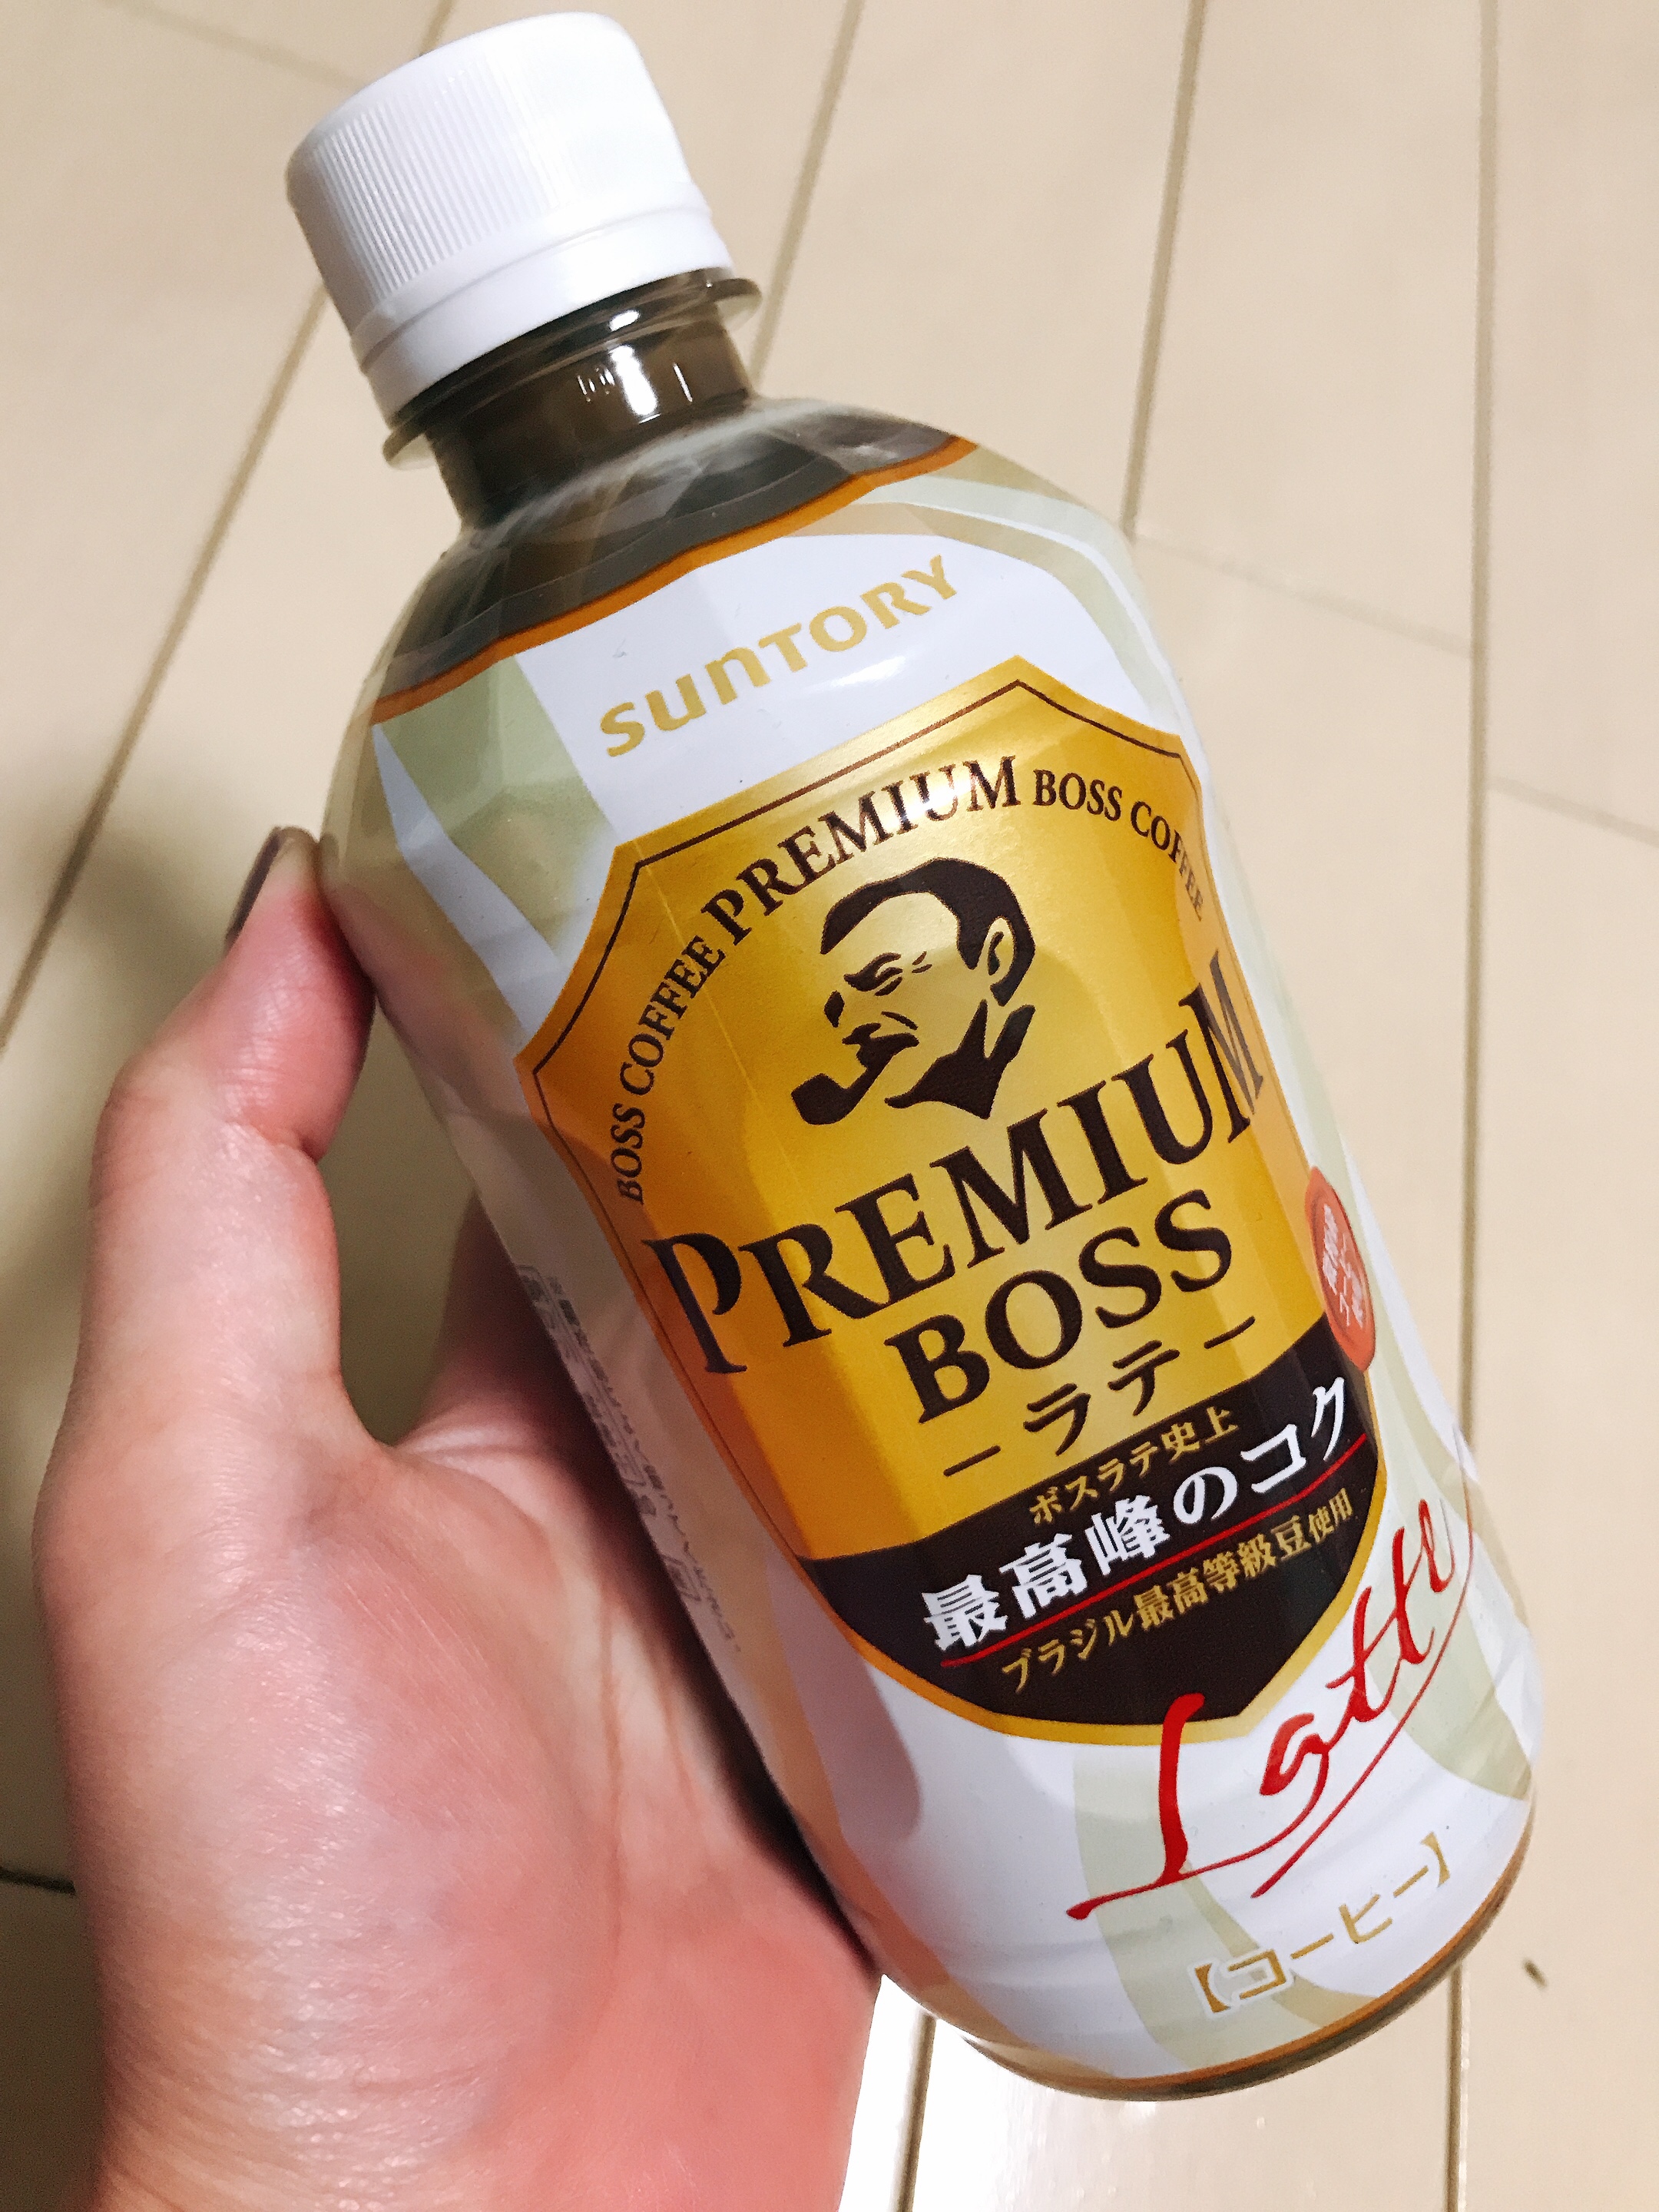 SUNTORY
BOSS COFFEE PREMIUM BOSS COFFEE
PREMIUM
BOSS
ーラテー
ボスラテ史上
最高峰のコク
ブラジル最高等級豆使用
Latte
【コーヒー】